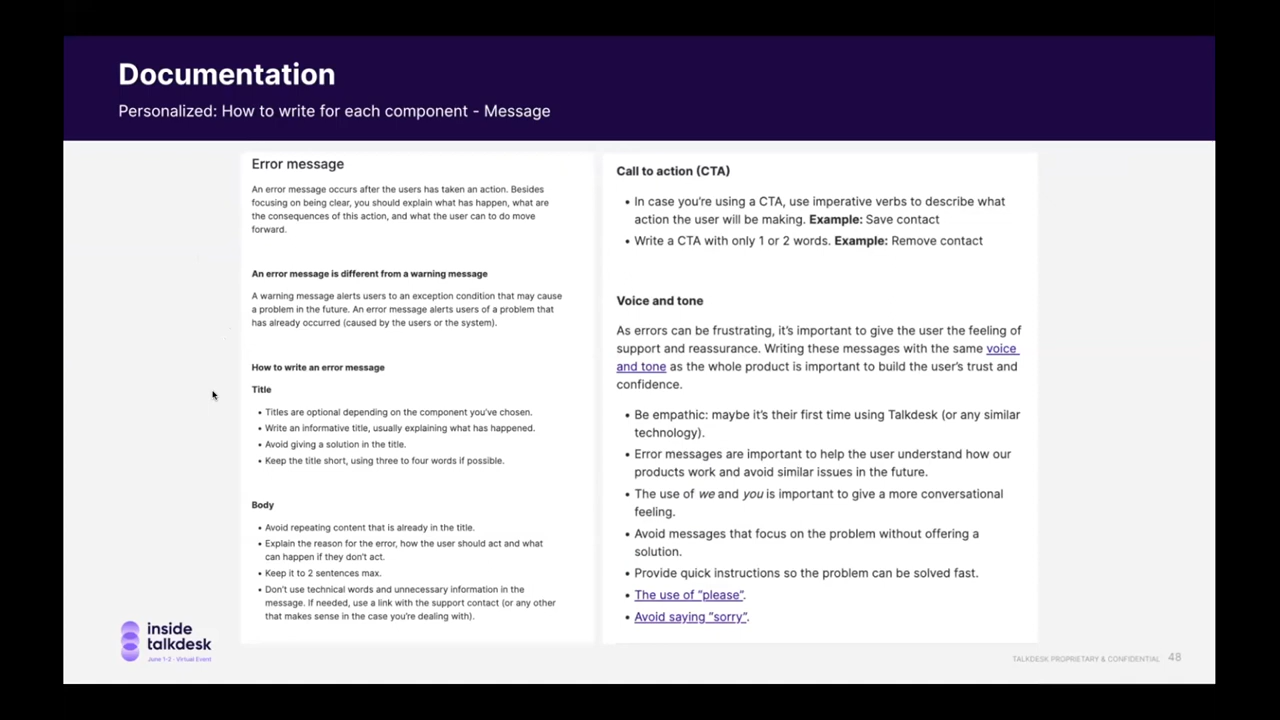 Documentation
Personalized: How to write for each component - Message
Error message
An error message occurs after the users has taken an action. Besides
focusing on being clear, you should explain what has happen, what are
the consequences of this action, and what the user can to do move
forward.
An error message is different from a warning message
A warning message alerts users to an exception condition that may cause
a problem in the future. An error message alerts users of a problem that
has already occurred (caused by the users or the system).
How to write an error message
Title
• Titles are optional depending on the component you've chosen.
• Write an informative title, usually explaining what has happened.
• Avoid giving a solution in the title.
• Keep the title short, using three to four words if possible.
Body
• Avoid repeating content that is already in the title.
• Explain the reason for the error, how the user should act and what
can happen if they don't act.
• Keep it to 2 sentences max.
• Don't use technical words and unnecessary information in the
message. If needed, use a link with the support contact (or any other
that makes sense in the case you're dealing with).
Call to action (CTA)
• In case you're using a CTA, use imperative verbs to describe what
action the user will be making. Example: Save contact
• Write a CTA with only 1 or 2 words. Example: Remove contact
Voice and tone
As errors can be frustrating, it's important to give the user the feeling of
support and reassurance. Writing these messages with the same voice
and tone as the whole product is important to build the user's trust and
confidence.
• Be empathic: maybe it's their first time using Talkdesk (or any similar
technology).
• Error messages are important to help the user understand how our
products work and avoid similar issues in the future.
• The use of we and you is important to give a more conversational
feeling.
• Avoid messages that focus on the problem without offering a
solution.
• Provide quick instructions so the problem can be solved fast.
• The use of "please".
• Avoid saying "sorry".
inside
talkdesk
June 1-2 - Virtual Event
TALKDESK PROPRIETARY & CONFIDENTIAL 48